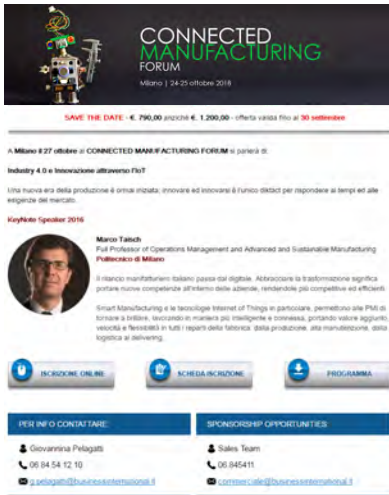 CONNECTED
MANUFACTURING
FORUM
Milano | 24-25 ottobre 2018
SAVE THE DATE - €. 790,00 anziché €. 1.200,00 - offerta valida fino al 30 settembre
A Milano il 27 ottobre al CONNECTED MANUFACTURING FORUM si parlerà di:
Industry 4.0 e Innovazione attraverso l'IoT
Una nuova era della produzione è ormai iniziata; innovare ed innovarsi è l'unico diktàt per rispondere ai tempi ed alle
esigenze del mercato.
KeyNote Speaker 2016
Marco Taisch
Full Professor of Operations Management and Advanced and Sustainable Manufacturing
Politecnico di Milano
Il rilancio manifatturiero italiano passa dal digitale. Abbracciare la trasformazione significa
portare nuove competenze all'interno delle aziende, rendendole più competitive ed efficienti.
Smart Manufacturing e le tecnologie Internet of Things in particolare, permettono alle PMI di
tornare a brillare, lavorando in maniera più intelligente e connessa, portando valore aggiunto,
velocità e flessibilità in tutti i reparti della fabbrica: dalla produzione, alla manutenzione, dalla
logistica al delivering.
ISCRIZIONE ONLINE
SCHEDA ISCRIZIONE
PROGRAMMA
PER INFO CONTATTARE:
SPONSORSHIP OPPORTUNITIES:
Giovannina Pelagatti
Sales Team
06 84 54 12 10
06 845411
g.pelagatti@businessinternational.it
commerciale@businessinternational.it